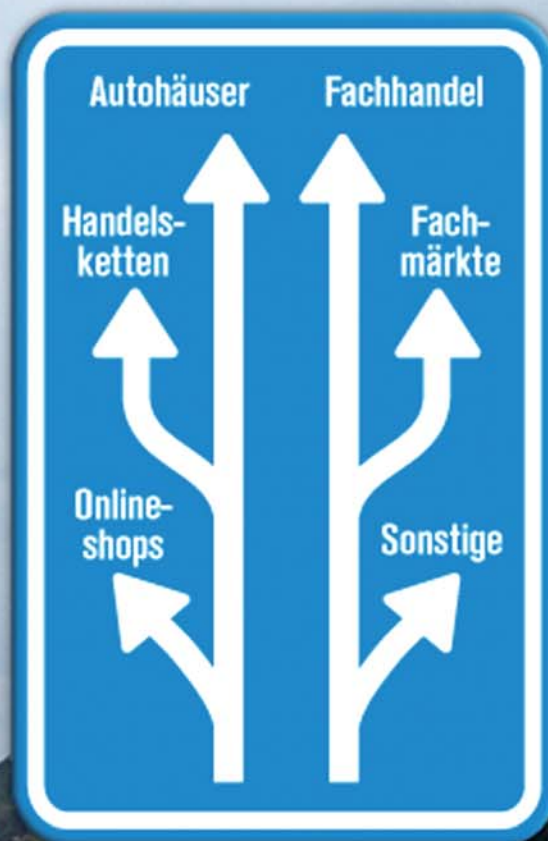 Autohäuser
Fachhandel
Handels-
ketten
Fach-
märkte
Online-
shops
Sonstige